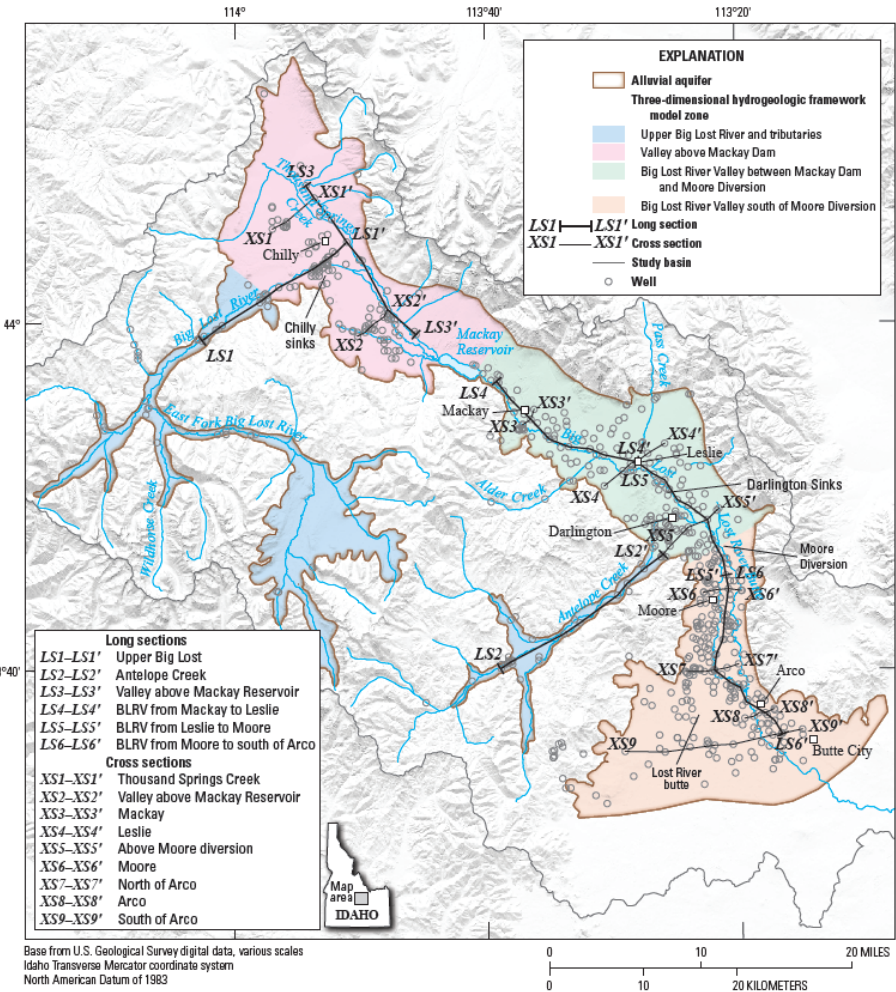 114°
113°40'
113°20'
EXPLANATION
Alluvial aquifer
Three-dimensional hydrogeologic framework
model zone
Upper Big Lost River and tributaries
Valley above Mackay Dam
Big Lost River Valley between Mackay Dam
and Moore Diversion
Big Lost River Valley south of Moore Diversion
LS1 LS1' Long section
XS1 XS1' Cross section
Study basin
Well
LS3
XS1'
Thousand Springs
Creek
XS1
Chilly
LS1'
44°
Big Lost River
Chilly
sinks
XS2'
LS3'
XS2
LS1
Mackay
Reservoir
Pass Creek
LS4
Mackay
XS3'
XS3
East Fork Big Lost River
Big
Lost
LS4'
XS4'
Leslie
LS5
XS4
Alder Creek
Darlington Sinks
Wildhorse Creek
XS5'
Darlington
XS5
LS2'
Lost River
Moore
Diversion
LS5'
LS6
XS6
XS6'
Moore
Antelope Creek
LS2
°40'
XS7
XS7'
Arco
XS8
XS8'
XS9'
XS9
LS6'
Butte City
Lost River
butte
Long sections
LS1–LS1' Upper Big Lost
LS2–LS2' Antelope Creek
LS3–LS3' Valley above Mackay Reservoir
LS4–LS4' BLRV from Mackay to Leslie
LS5–LS5' BLRV from Leslie to Moore
LS6–LS6' BLRV from Moore to south of Arco
Cross sections
XS1–XS1' Thousand Springs Creek
XS2–XS2' Valley above Mackay Reservoir
XS3–XS3' Mackay
XS4–XS4' Leslie
XS5–XS5' Above Moore diversion
XS6–XS6' Moore
XS7–XS7' North of Arco
XS8–XS8' Arco
XS9–XS9' South of Arco
Map
area
IDAHO
Base from U.S. Geological Survey digital data, various scales
Idaho Transverse Mercator coordinate system
North American Datum of 1983
0 10 20 MILES
0 10 20 KILOMETERS